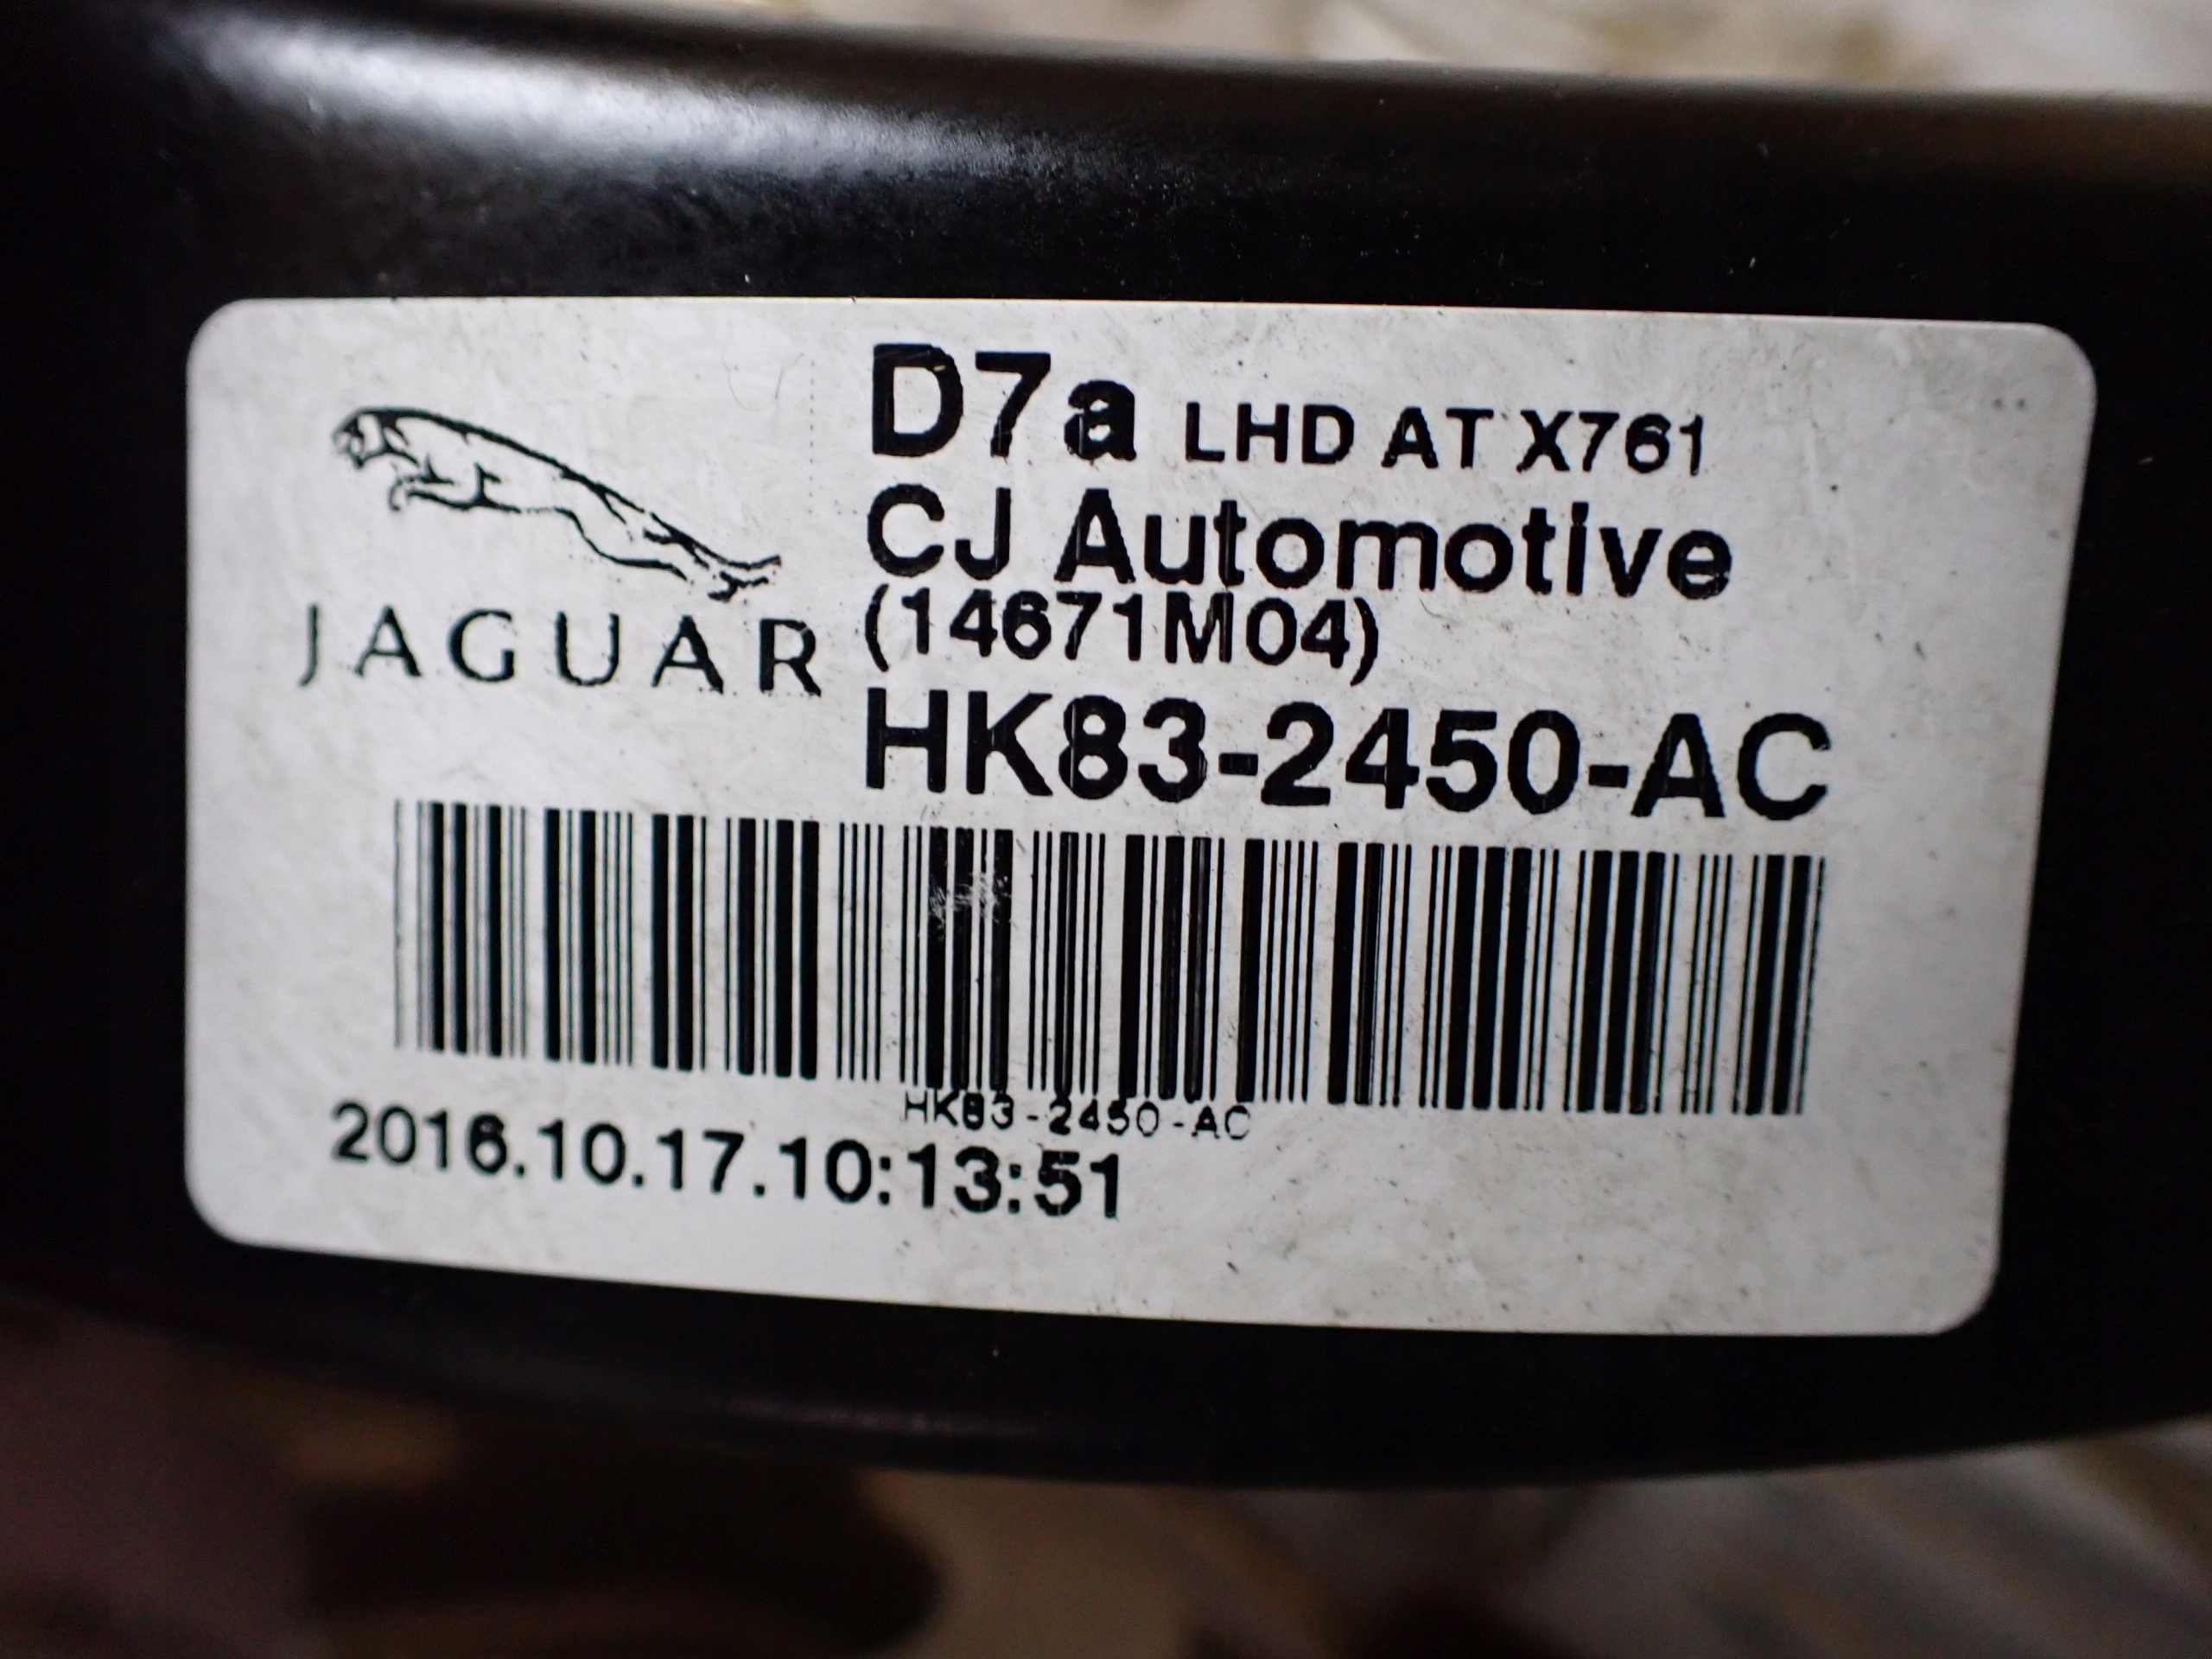 D7a LHD AT X761
CJ Automotive
(14671M04)
JAGUAR
HK83-2450-AC
HK83-2450-AC
2016.10.17.10:13:51